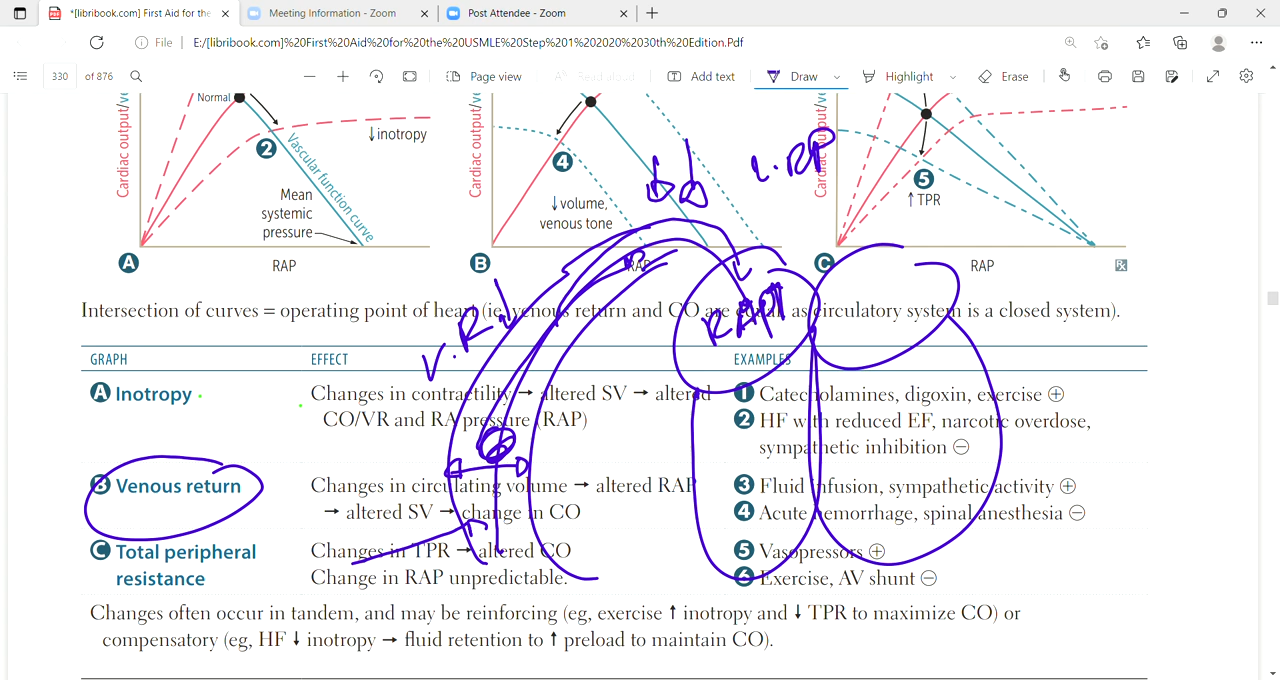 *[libribook.com] First Aid for the
Meeting Information - Zoom
Post Attendee - Zoom
File
E:/[libribook.com]%20First%20Aid%20for%20the%20USMLE%20Step%201%202020%2030th%20Edition.Pdf
330 of 876
Page view
Read aloud
Add text
Draw
Highlight
Erase
Cardiac output/ve
Normal
2
↓inotropy
Vascular function curve
Mean
systemic
pressure
A
RAP
Cardiac output/ve
4
↓volume,
venous tone
B
RAP
Cardiac output/v
5
↑TPR
C
RAP
Rx
V.R↓
RAP↑
Intersection of curves = operating point of heart (ie, venous return and CO are equal, as circulatory system is a closed system).
GRAPH EFFECT EXAMPLES
A Inotropy Changes in contractility → altered SV → altered 1 Catecholamines, digoxin, exercise ⊕
CO/VR and RA pressure (RAP) 2 HF with reduced EF, narcotic overdose,
sympathetic inhibition ⊖
B Venous return Changes in circulating volume → altered RAP 3 Fluid infusion, sympathetic activity ⊕
→ altered SV → change in CO 4 Acute hemorrhage, spinal anesthesia ⊖
C Total peripheral Changes in TPR → altered CO 5 Vasopressors ⊕
resistance Change in RAP unpredictable. 6 Exercise, AV shunt ⊖
Changes often occur in tandem, and may be reinforcing (eg, exercise ↑ inotropy and ↓ TPR to maximize CO) or
compensatory (eg, HF ↓ inotropy → fluid retention to ↑ preload to maintain CO).